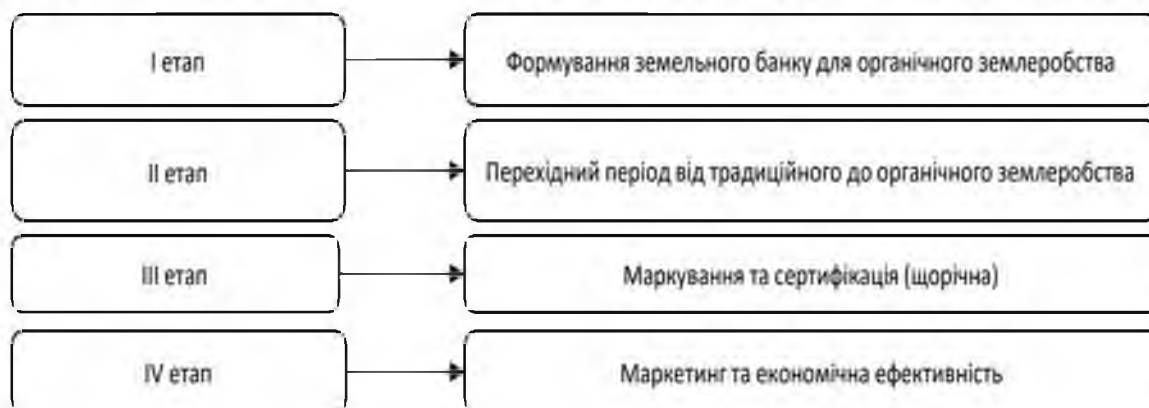 I етап
Формування земельного банку для органічного землеробства
II етап
Перехідний період від традиційного до органічного землеробства
III етап
Маркування та сертифікація (щорічна)
IV етап
Маркетинг та економічна ефективність